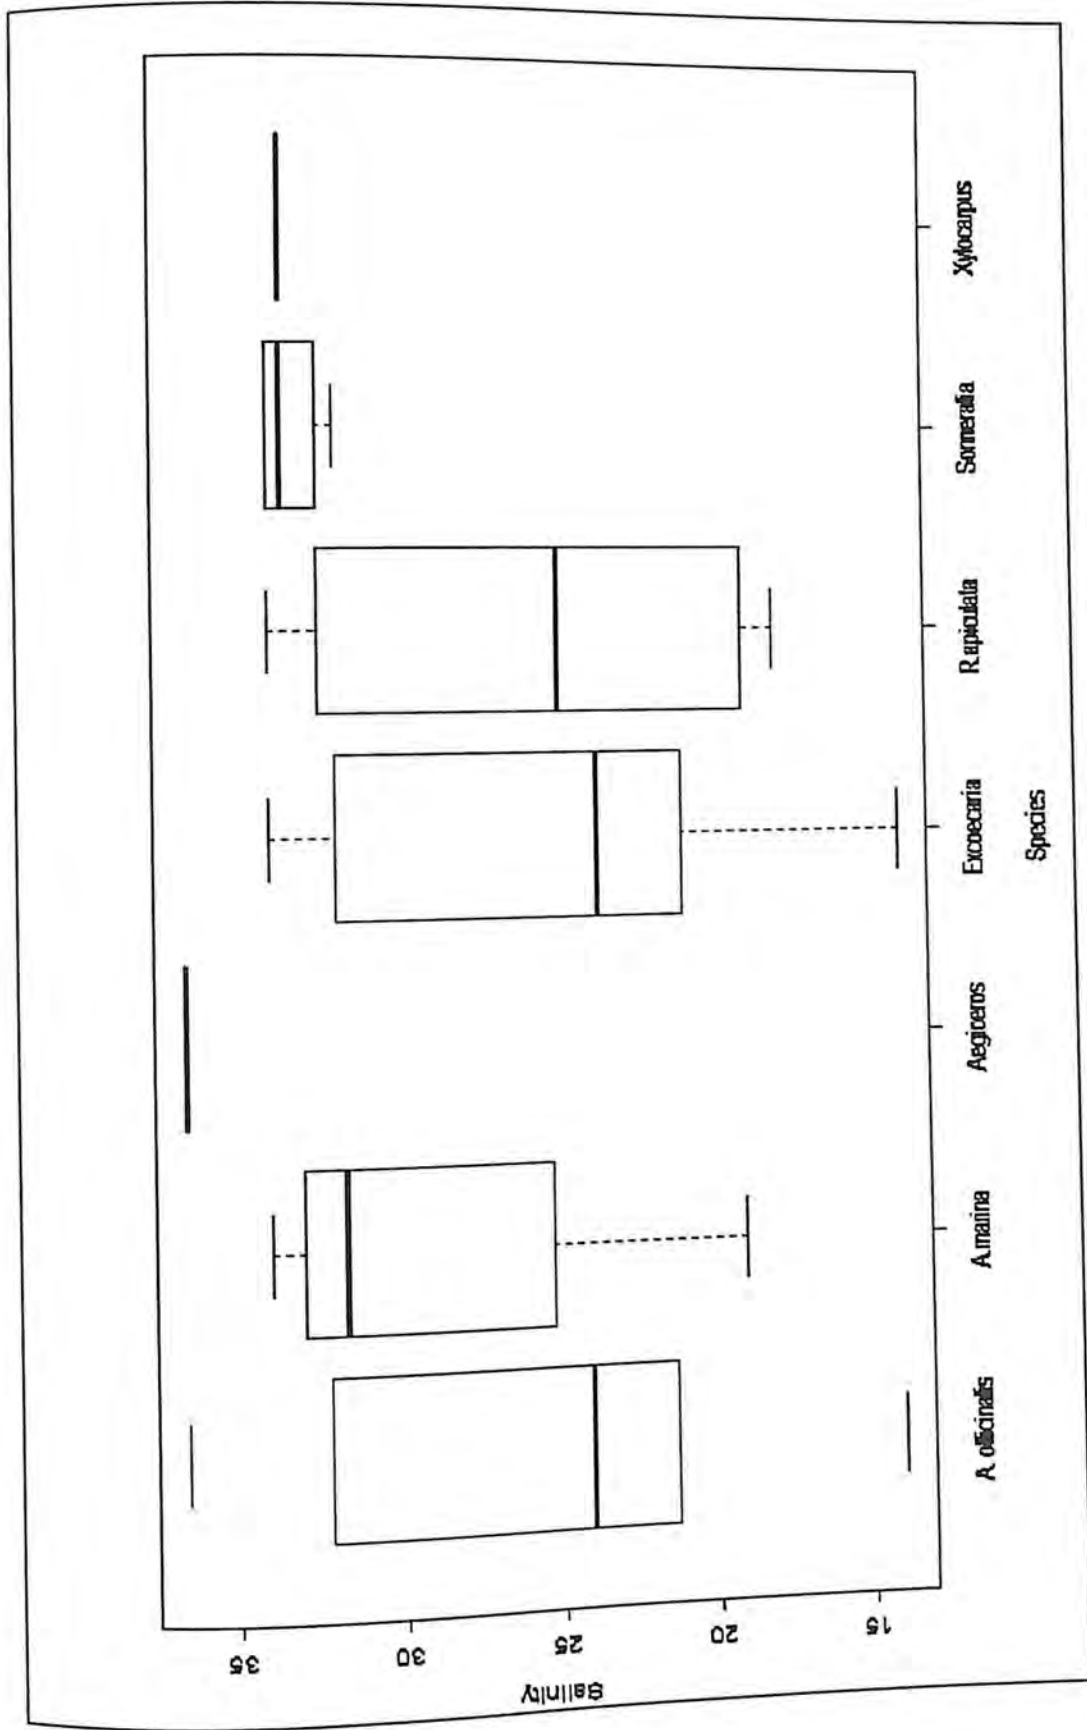 Salinity
35
30
25
20
15
A. officinalis
A.marina
Aegiceros
Excoecaria
R.apiculata
Sonneratia
Xylocarpus
Species